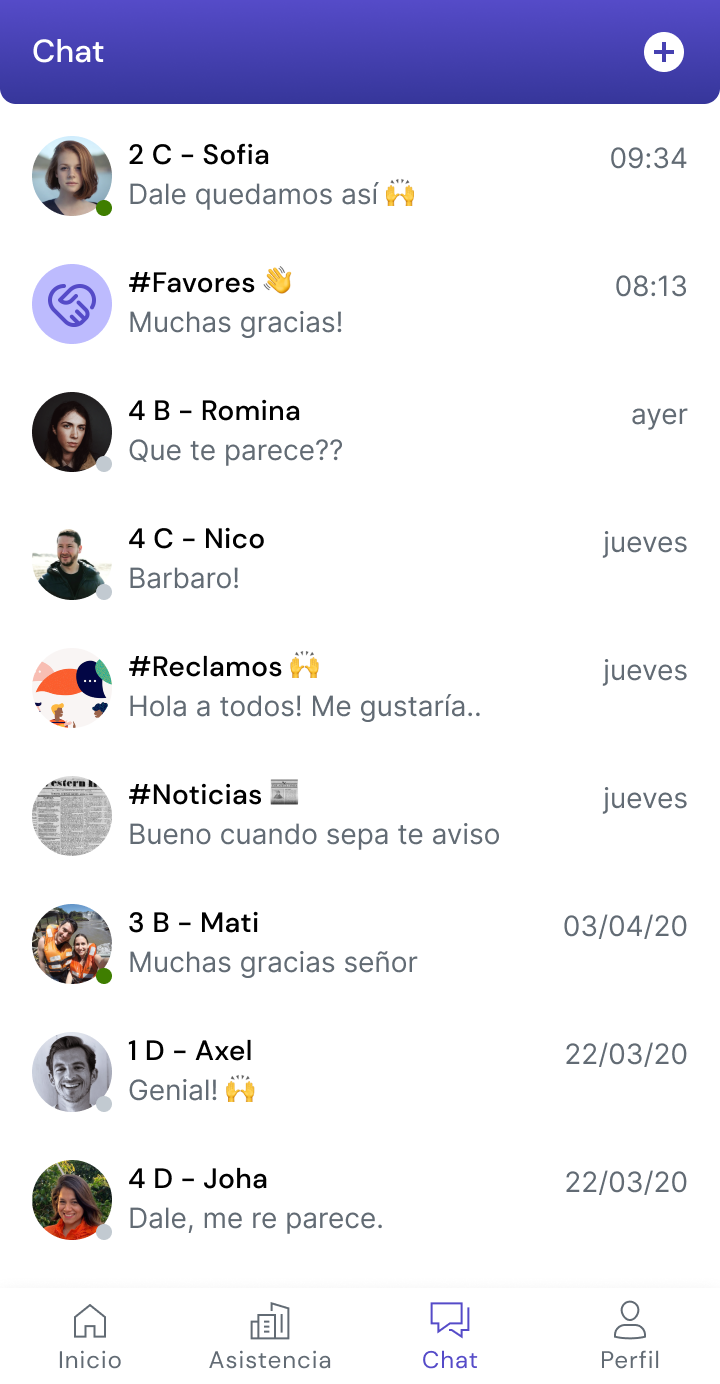 Chat
2 C – Sofia
09:34
Dale quedamos así 🙌
#Favores 👋
08:13
Muchas gracias!
4 B – Romina
ayer
Que te parece??
4 C – Nico
jueves
Barbaro!
#Reclamos 🙌
jueves
Hola a todos! Me gustaría..
#Noticias 📰
jueves
Bueno cuando sepa te aviso
3 B – Mati
03/04/20
Muchas gracias señor
1 D – Axel
22/03/20
Genial! 🙌
4 D – Joha
22/03/20
Dale, me re parece.
Inicio
Asistencia
Chat
Perfil